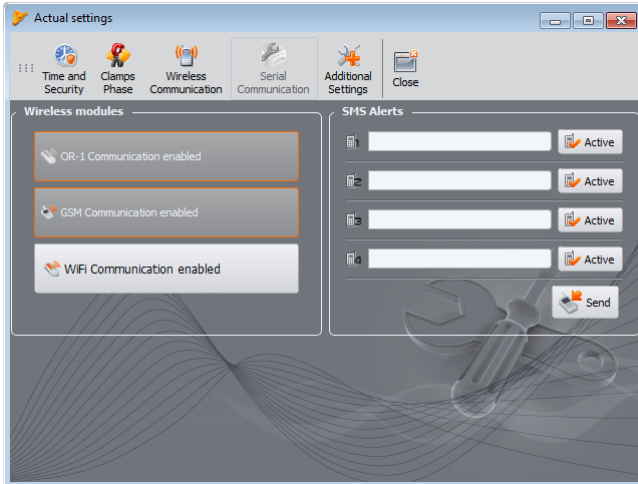 Actual settings
Time and Security
Clamps Phase
Wireless Communication
Serial Communication
Additional Settings
Close
Wireless modules
OR-1 Communication enabled
GSM Communication enabled
WiFi Communication enabled
SMS Alerts
1
Active
2
Active
3
Active
4
Active
Send